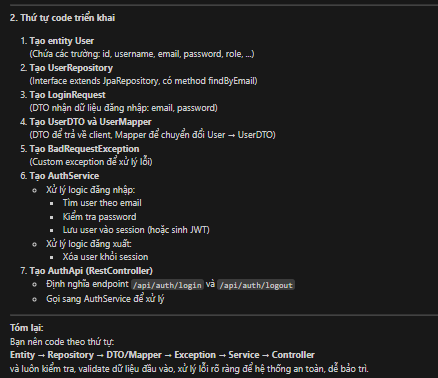 2. Thứ tự code triển khai
1. Tạo entity User
(Chứa các trường: id, username, email, password, role, ...)
2. Tạo UserRepository
(Interface extends JpaRepository, có method findByEmail)
3. Tạo LoginRequest
(DTO nhận dữ liệu đăng nhập: email, password)
4. Tạo UserDTO và UserMapper
(DTO để trả về client, Mapper để chuyển đổi User → UserDTO)
5. Tạo BadRequestException
(Custom exception để xử lý lỗi)
6. Tạo AuthService
Xử lý logic đăng nhập:
Tìm user theo email
Kiểm tra password
Lưu user vào session (hoặc sinh JWT)
Xử lý logic đăng xuất:
Xóa user khỏi session
7. Tạo AuthApi (RestController)
Định nghĩa endpoint /api/auth/login và /api/auth/logout
Gọi sang AuthService để xử lý
Tóm lại:
Bạn nên code theo thứ tự:
Entity → Repository → DTO/Mapper → Exception → Service → Controller
và luôn kiểm tra, validate dữ liệu đầu vào, xử lý lỗi rõ ràng để hệ thống an toàn, dễ bảo trì.